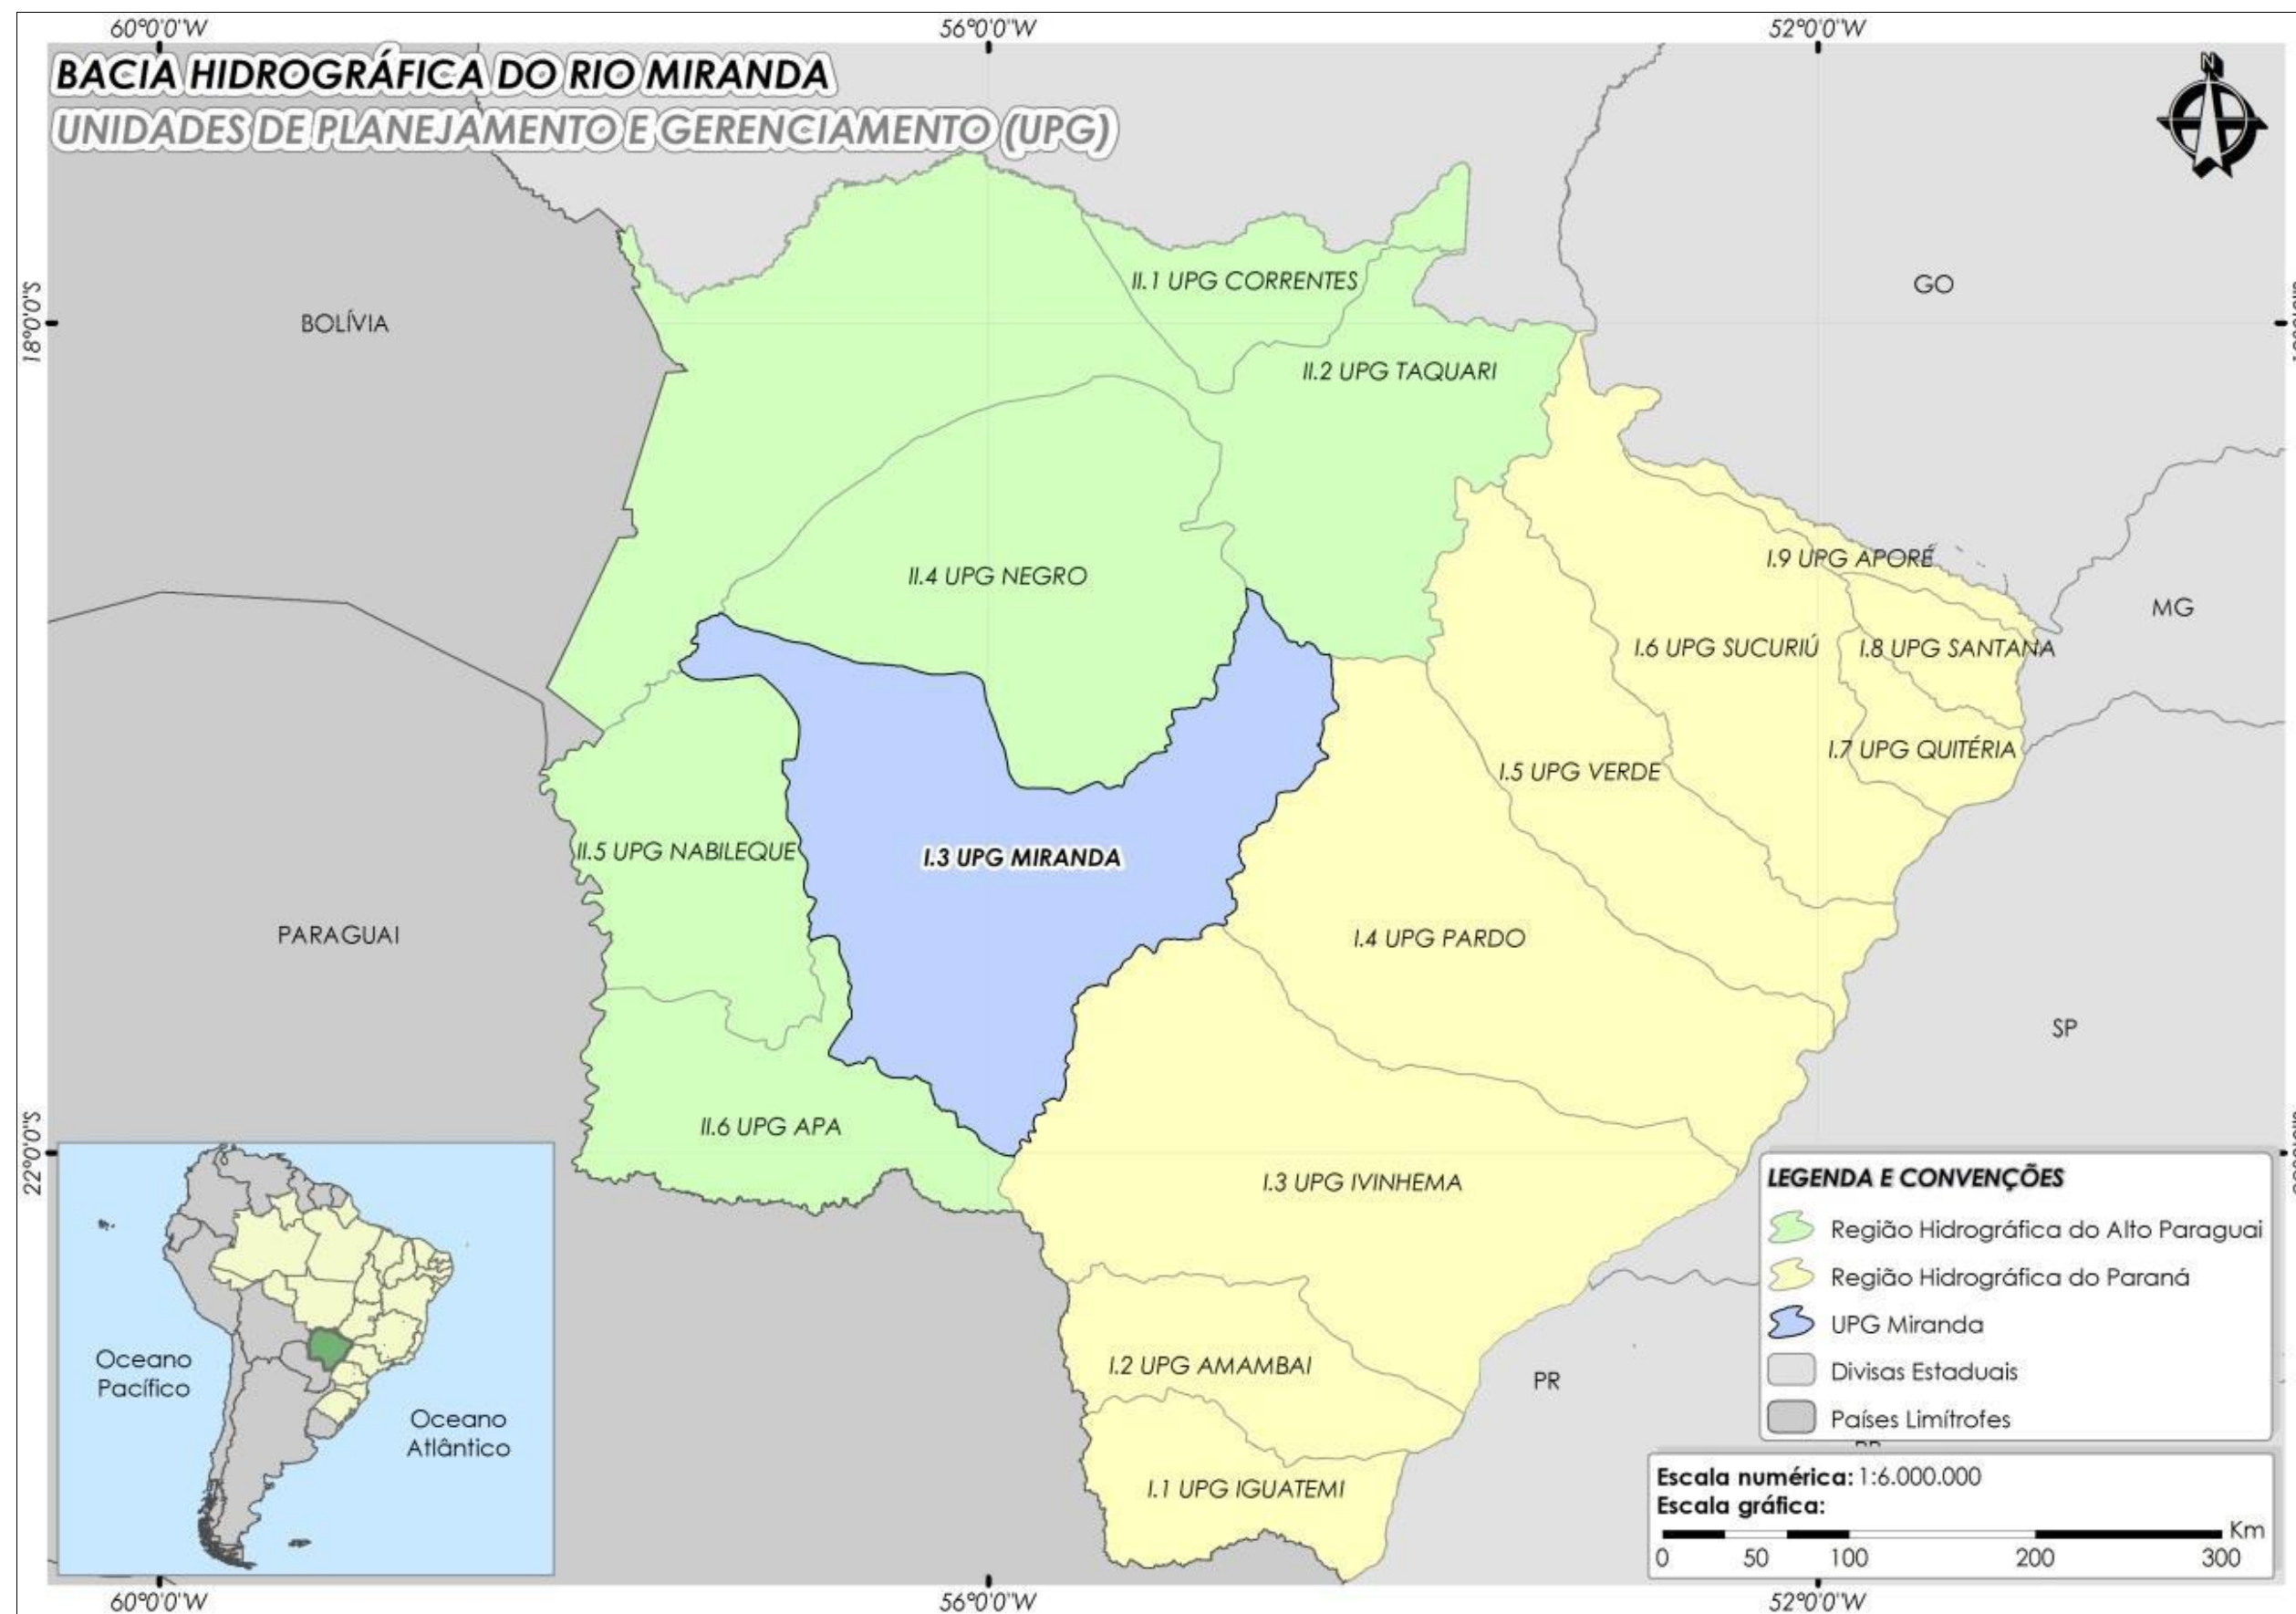 60°0'0"W
56°0'0"W
52°0'0"W
BACIA HIDROGRÁFICA DO RIO MIRANDA
UNIDADES DE PLANEJAMENTO E GERENCIAMENTO (UPG)
N
II.1 UPG CORRENTES
GO
BOLÍVIA
18°0'0"S
II.2 UPG TAQUARI
I.9 UPG APORÉ
II.4 UPG NEGRO
MG
I.6 UPG SUCURIÚ
I.8 UPG SANTANA
I.7 UPG QUITÉRIA
I.5 UPG VERDE
II.5 UPG NABILEQUE
I.3 UPG MIRANDA
PARAGUAI
I.4 UPG PARDO
SP
II.6 UPG APA
22°0'0"S
I.3 UPG IVINHEMA
I.2 UPG AMAMBAI
PR
I.1 UPG IGUATEMI
Oceano
Pacífico
Oceano
Atlântico
LEGENDA E CONVENÇÕES
Região Hidrográfica do Alto Paraguai
Região Hidrográfica do Paraná
UPG Miranda
Divisas Estaduais
Países Limítrofes
Escala numérica: 1:6.000.000
Escala gráfica:
Km
0 50 100 200 300
60°0'0"W
56°0'0"W
52°0'0"W